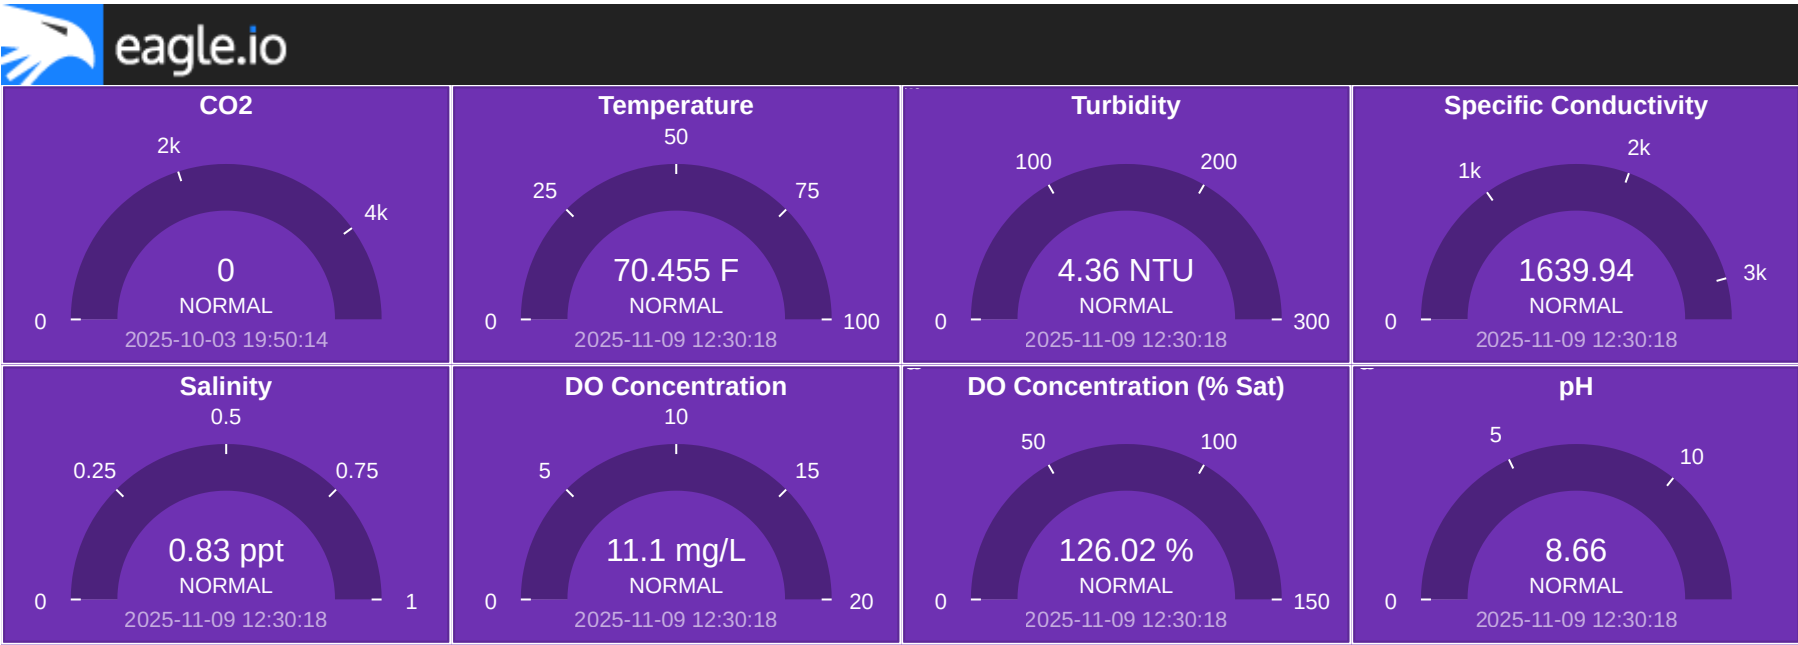 eagle.io
CO2
2k
4k
0
0
NORMAL
2025-10-03 19:50:14
Temperature
50
25
75
70.455 F
NORMAL
0
100
2025-11-09 12:30:18
Turbidity
100
200
4.36 NTU
NORMAL
0
300
2025-11-09 12:30:18
Specific Conductivity
2k
1k
3k
1639.94
NORMAL
0
2025-11-09 12:30:18
Salinity
0.5
0.25
0.75
0.83 ppt
NORMAL
0
1
2025-11-09 12:30:18
DO Concentration
10
5
15
11.1 mg/L
NORMAL
0
20
2025-11-09 12:30:18
DO Concentration (% Sat)
50
100
126.02 %
NORMAL
0
150
2025-11-09 12:30:18
pH
5
10
8.66
NORMAL
0
2025-11-09 12:30:18